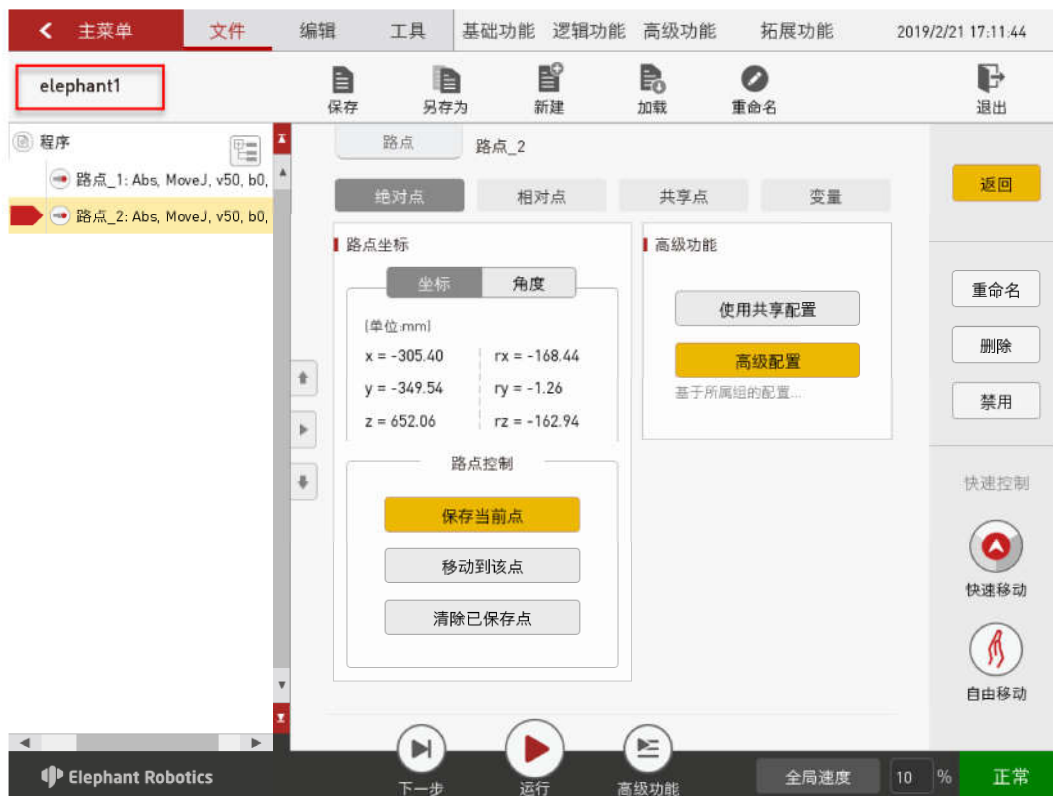 主菜单 文件 编辑 工具 基础功能 逻辑功能 高级功能 拓展功能 2019/2/21 17:11:44
elephant1
保存 另存为 新建 加载 重命名 退出
程序
路点_1: Abs, MoveJ, v50, b0,
路点_2: Abs, MoveJ, v50, b0,
路点 路点_2
绝对点 相对点 共享点 变量
路点坐标
坐标 角度
[单位:mm]
x = -305.40 rx = -168.44
y = -349.54 ry = -1.26
z = 652.06 rz = -162.94
路点控制
保存当前点
移动到该点
清除已保存点
高级功能
使用共享配置
高级配置
基于所属组的配置...
返回
重命名
删除
禁用
快速控制
快速移动
自由移动
Elephant Robotics
下一步 运行 高级功能
全局速度 10 % 正常